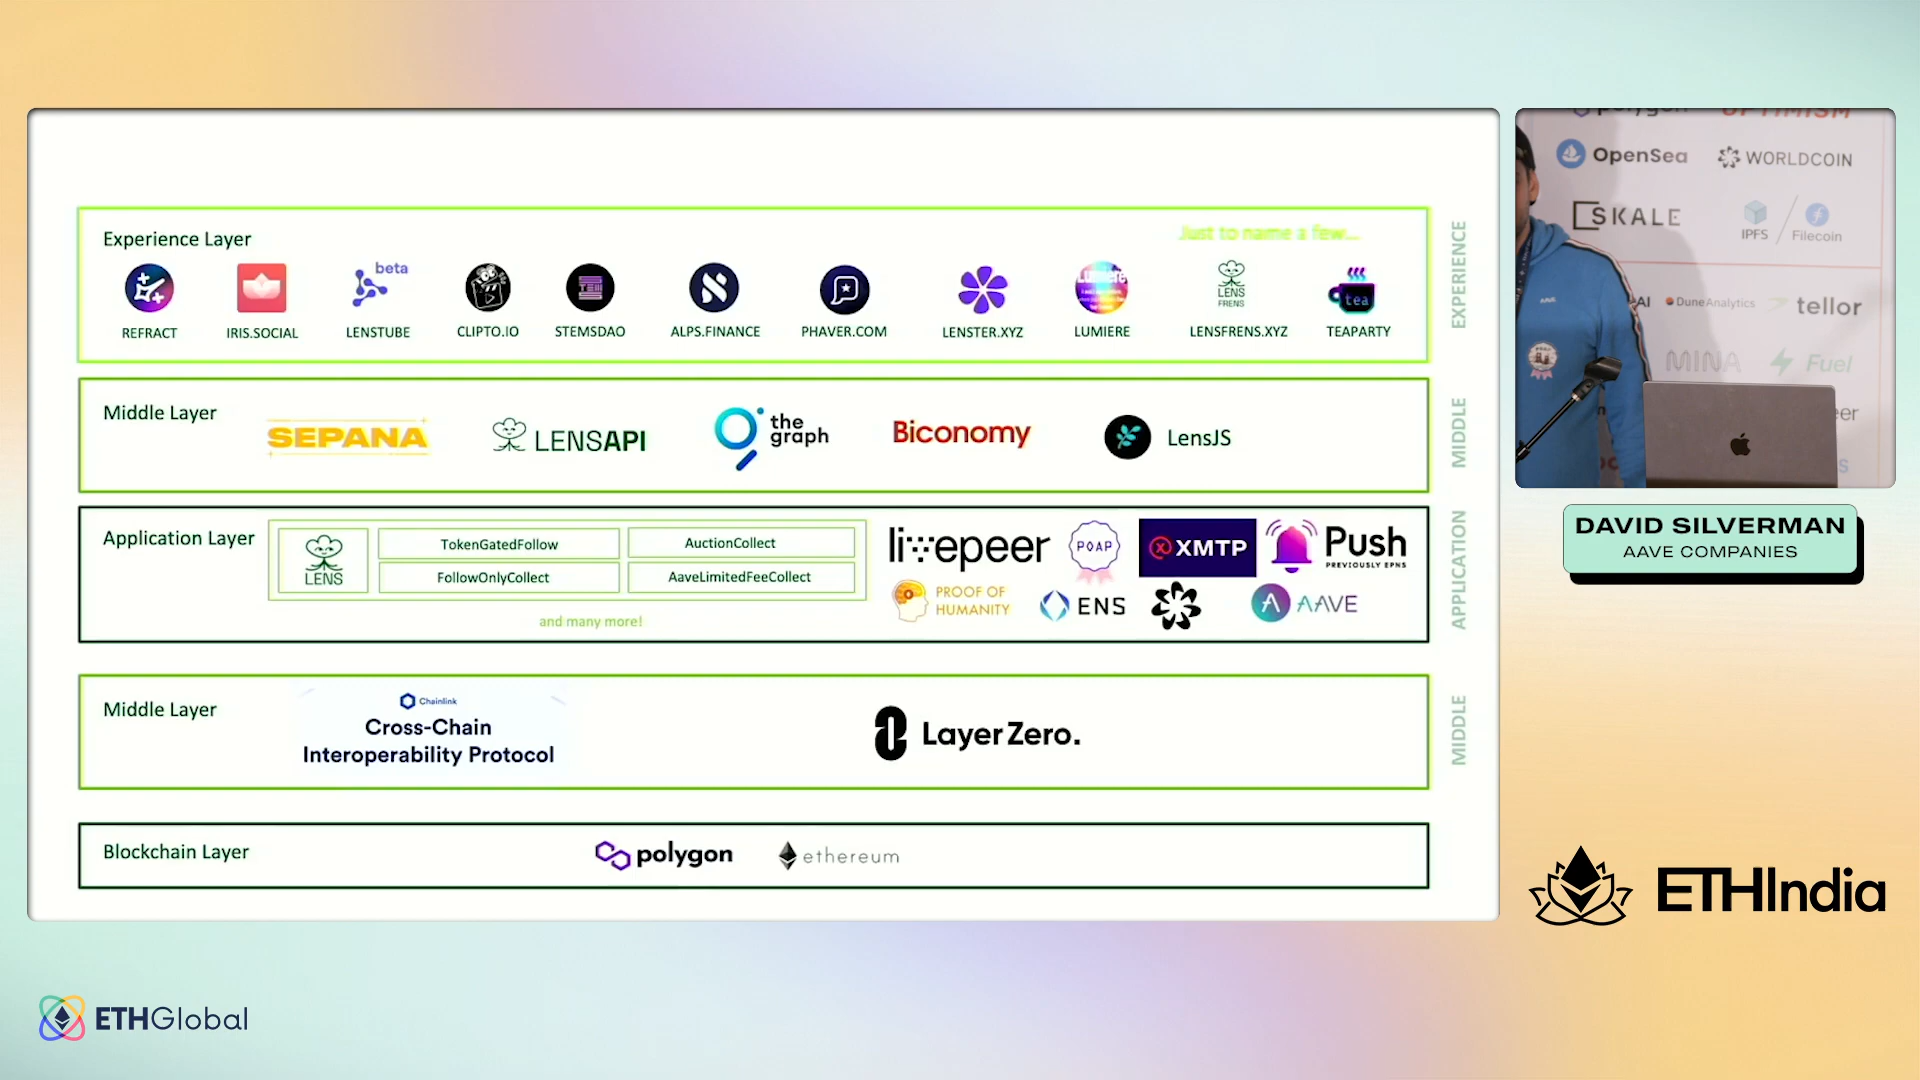 Experience Layer
Just to name a few...
beta
LENS
FRENS
tea
REFRACT
IRIS.SOCIAL
LENSTUBE
CLIPTO.IO
STEMSDAO
ALPS.FINANCE
PHAVER.COM
LENSTER.XYZ
LUMIERE
LENSFRENS.XYZ
TEAPARTY
EXPERIENCE
Middle Layer
SEPANA
LENSAPI
the graph
Biconomy
LensJS
MIDDLE
Application Layer
LENS
TokenGatedFollow
AuctionCollect
FollowOnlyCollect
AaveLimitedFeeCollect
and many more!
livepeer
POAP
XMTP
Push
PREVIOUSLY EPNS
PROOF OF
HUMANITY
ENS
AAVE
APPLICATION
Middle Layer
Chainlink
Cross-Chain
Interoperability Protocol
LayerZero.
MIDDLE
Blockchain Layer
polygon
ethereum
polygon
OPTIMISM
OpenSea
WORLDCOIN
SKALE
IPFS
Filecoin
AI
DuneAnalytics
tellor
MINA
Fuel
DAVID SILVERMAN
AAVE COMPANIES
ETHIndia
ETHGlobal